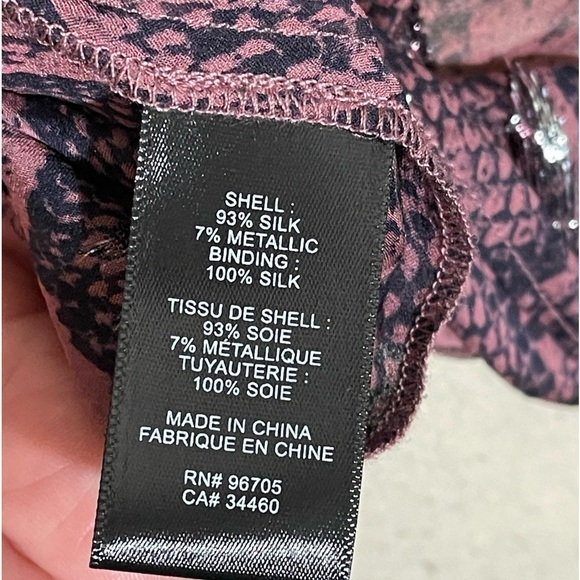 SHELL :
93% SILK
7% METALLIC
BINDING :
100% SILK
TISSU DE SHELL :
93% SOIE
7% MÉTALLIQUE
TUYAUTERIE :
100% SOIE
MADE IN CHINA
FABRIQUE EN CHINE
RN# 96705
CA# 34460